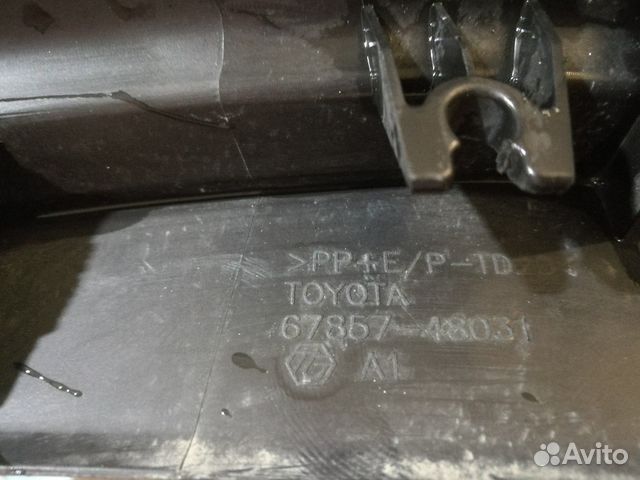 >PP+E/P-TD
TOYOTA
67857-48031
A1
Avito